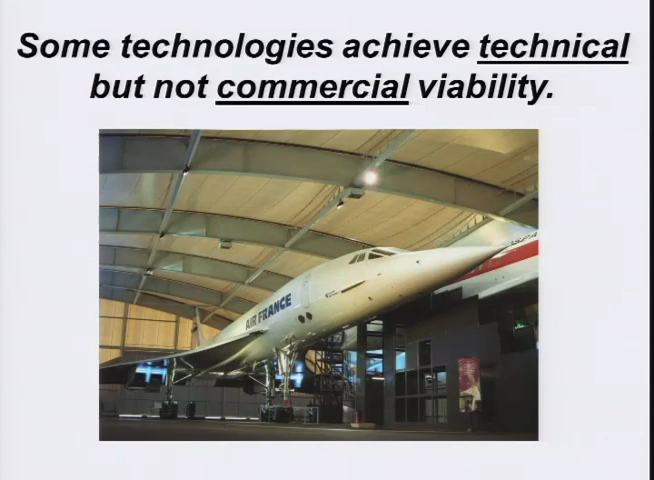 Some technologies achieve technical
but not commercial viability.
AIR FRANCE